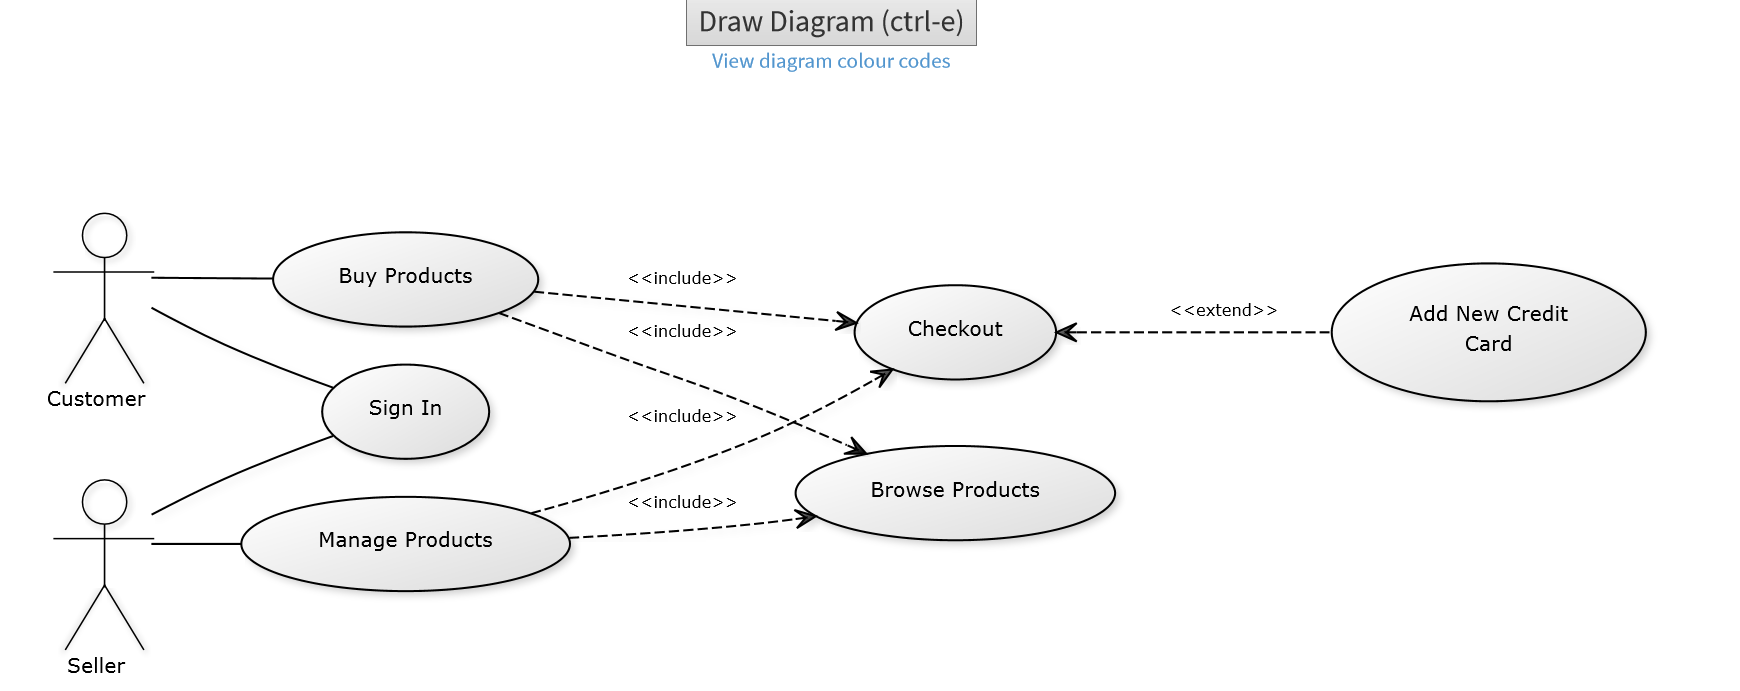 Draw Diagram (ctrl-e)
View diagram colour codes
Buy Products
<<include>>
<<include>>
Checkout
<<extend>>
Add New Credit
Card
Customer
Sign In
<<include>>
Browse Products
<<include>>
Manage Products
Seller